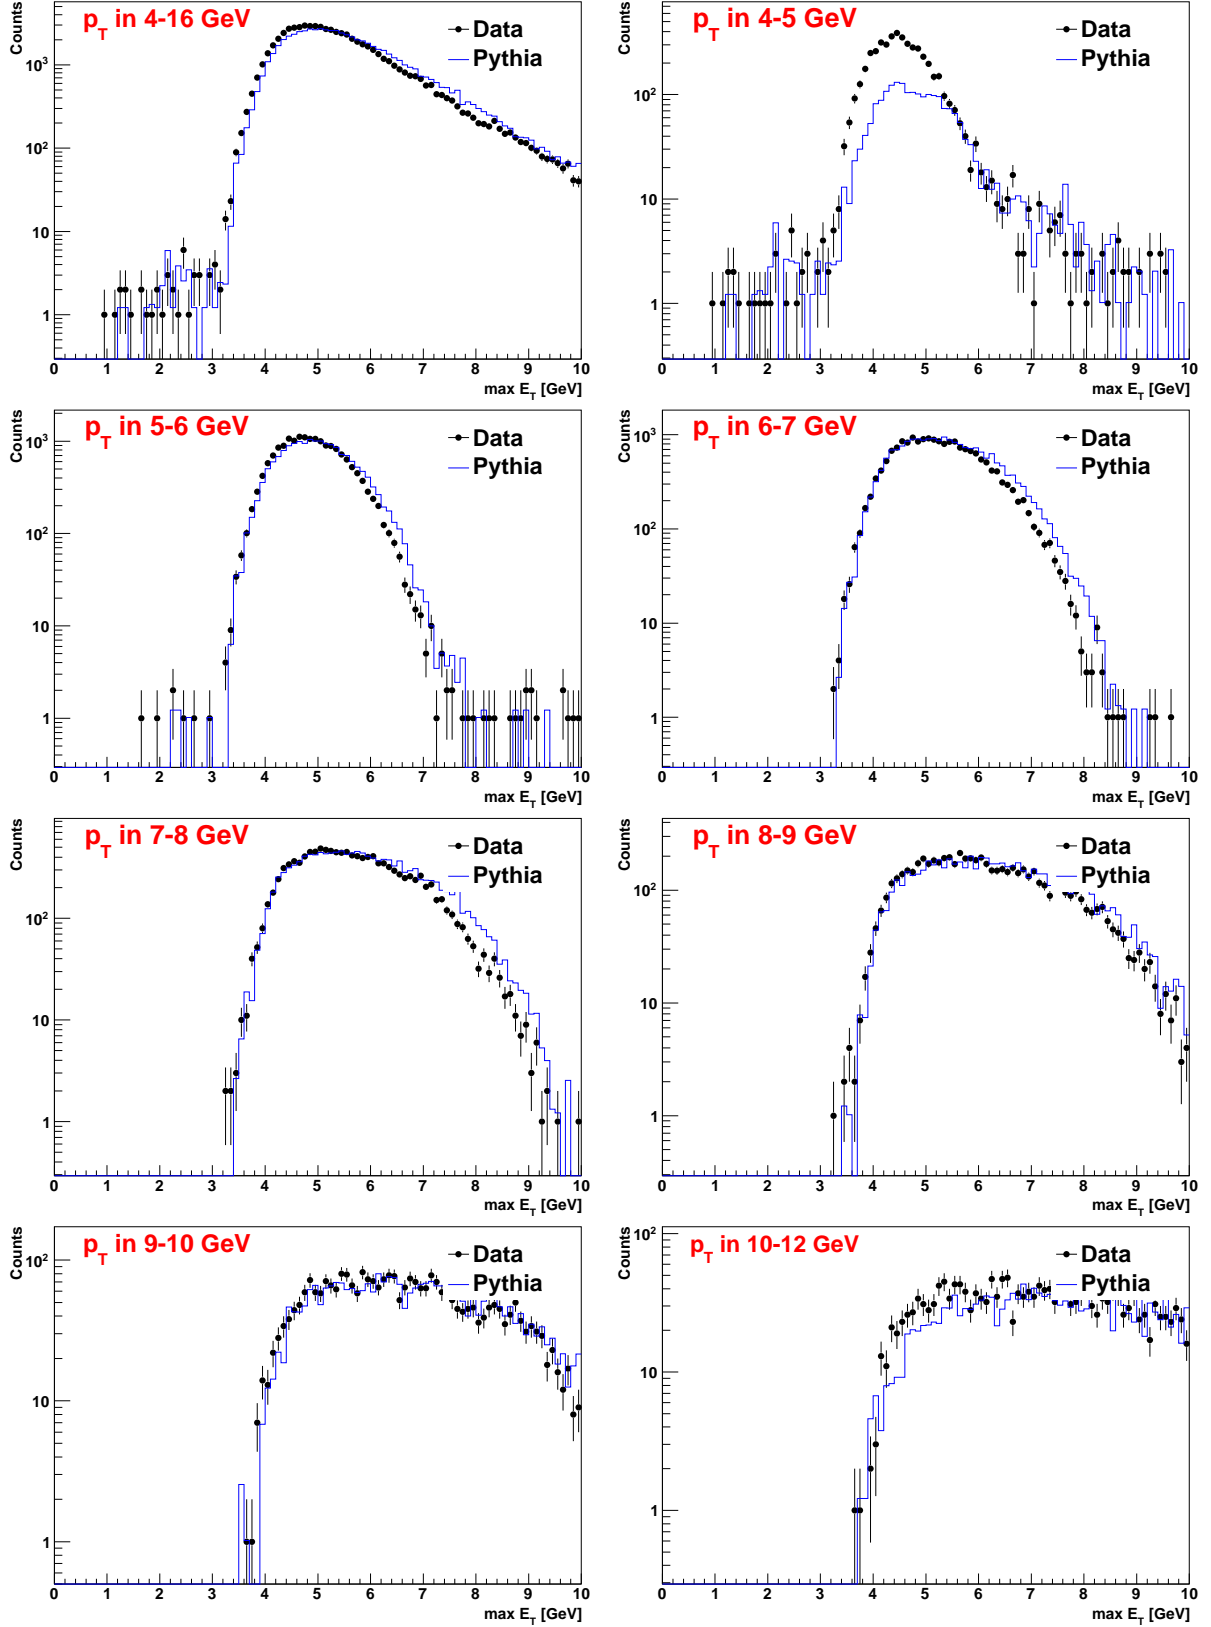 p_T in 4-16 GeV
Counts
Data
Pythia
10^3
10^2
10
1
0 1 2 3 4 5 6 7 8 9 10
max E_T [GeV]
p_T in 4-5 GeV
Counts
Data
Pythia
10^2
10
1
0 1 2 3 4 5 6 7 8 9 10
max E_T [GeV]
p_T in 5-6 GeV
Counts
Data
Pythia
10^3
10^2
10
1
0 1 2 3 4 5 6 7 8 9 10
max E_T [GeV]
p_T in 6-7 GeV
Counts
Data
Pythia
10^3
10^2
10
1
0 1 2 3 4 5 6 7 8 9 10
max E_T [GeV]
p_T in 7-8 GeV
Counts
Data
Pythia
10^2
10
1
0 1 2 3 4 5 6 7 8 9 10
max E_T [GeV]
p_T in 8-9 GeV
Counts
Data
Pythia
10^2
10
1
0 1 2 3 4 5 6 7 8 9 10
max E_T [GeV]
p_T in 9-10 GeV
Counts
Data
Pythia
10^2
10
1
0 1 2 3 4 5 6 7 8 9 10
max E_T [GeV]
p_T in 10-12 GeV
Counts
Data
Pythia
10^2
10
1
0 1 2 3 4 5 6 7 8 9 10
max E_T [GeV]